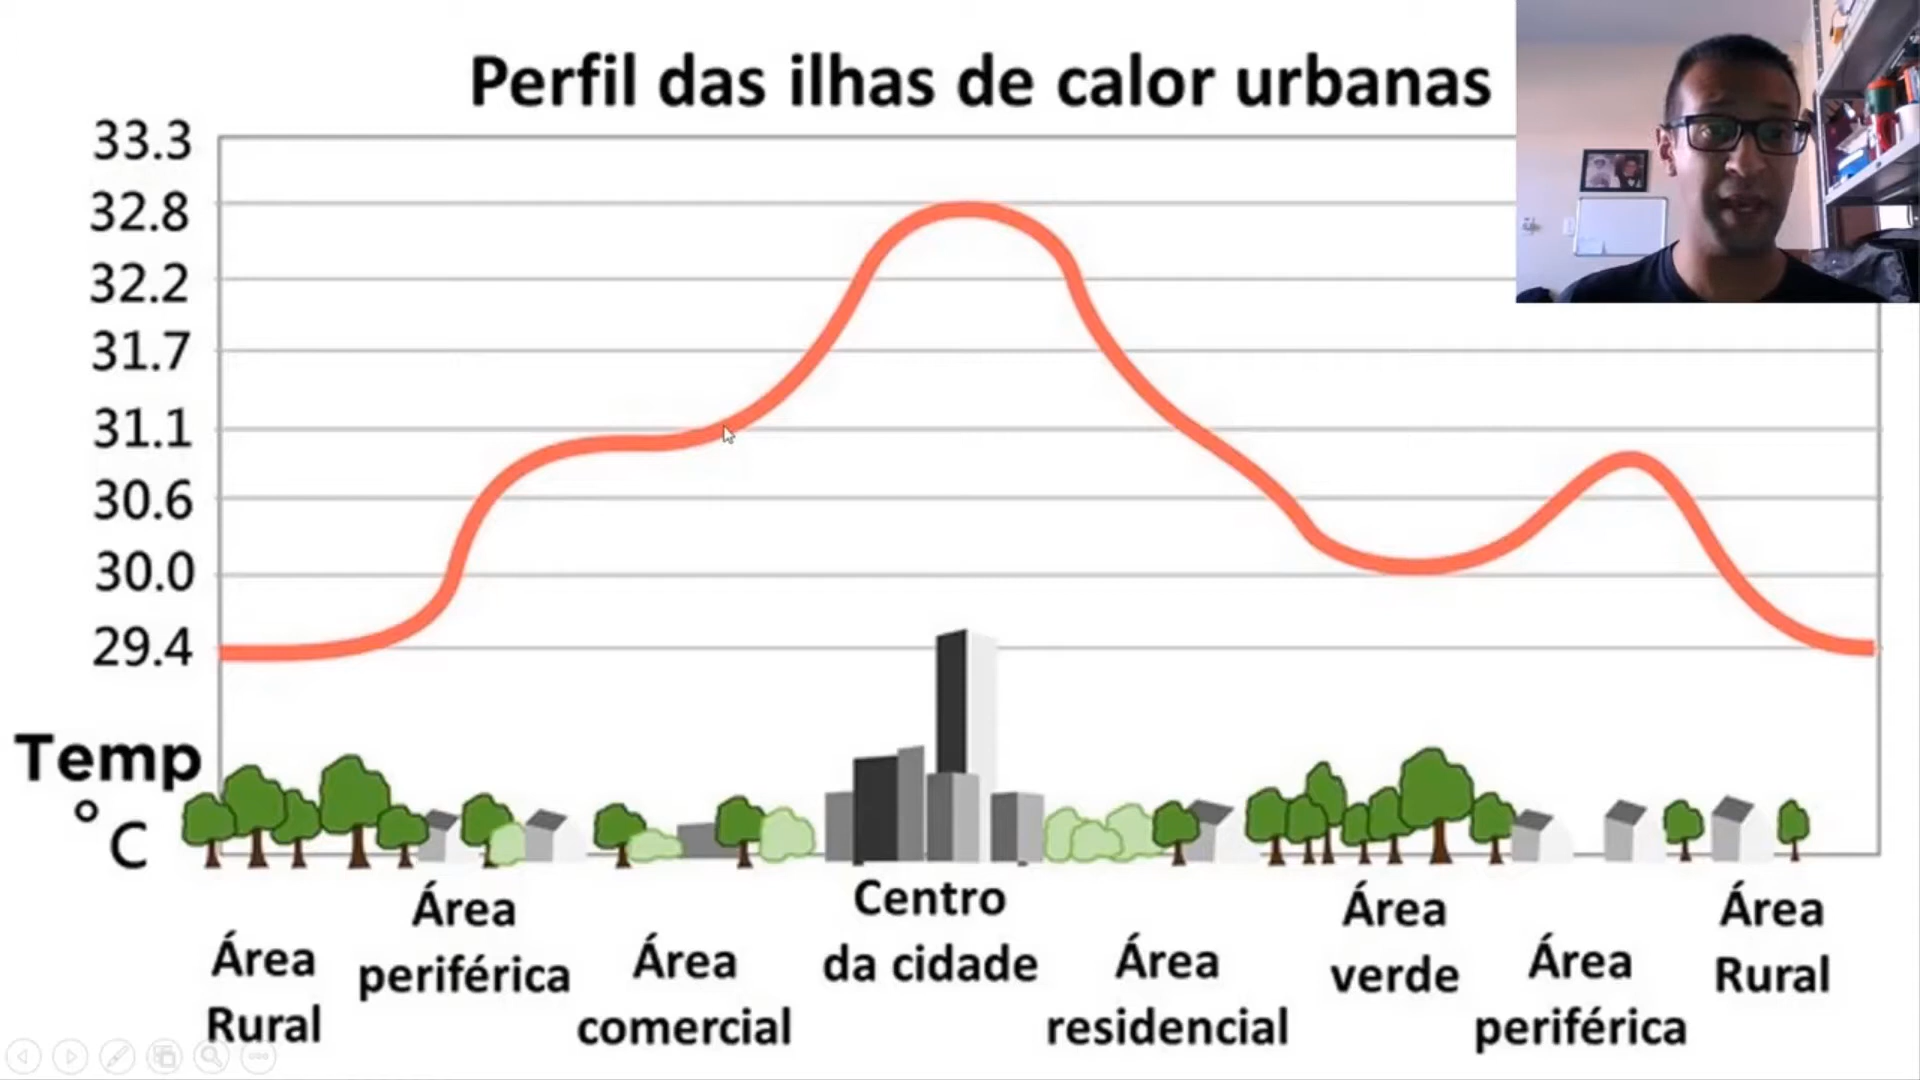 Perfil das ilhas de calor urbanas
33.3
32.8
32.2
31.7
31.1
30.6
30.0
29.4
Temp
°C
Área
Rural
Área
periférica
Área
comercial
Centro
da cidade
Área
residencial
Área
verde
Área
periférica
Área
Rural